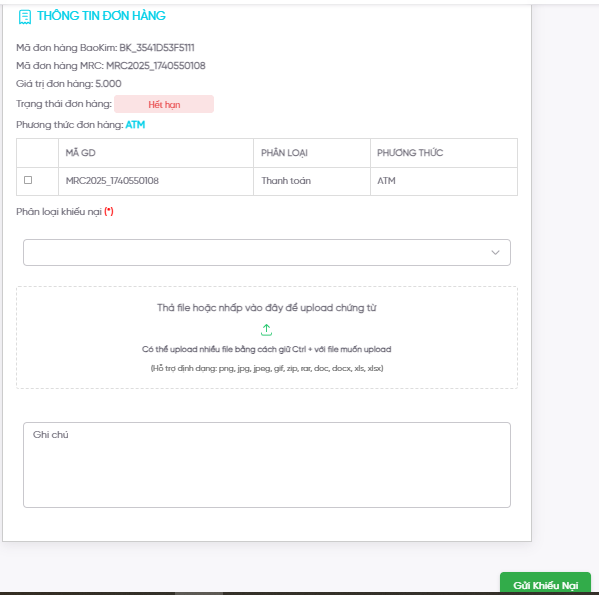 THÔNG TIN ĐƠN HÀNG
Mã đơn hàng BaoKim: BK_3541D53F5111
Mã đơn hàng MRC: MRC2025_1740550108
Giá trị đơn hàng: 5.000
Trạng thái đơn hàng: Hết hạn
Phương thức đơn hàng: ATM
MÃ GD PHÂN LOẠI PHƯƠNG THỨC
MRC2025_1740550108 Thanh toán ATM
Phân loại khiếu nại (*)
Thả file hoặc nhấp vào đây để upload chứng từ
Có thể upload nhiều file bằng cách giữ Ctrl + với file muốn upload
(Hỗ trợ định dạng: png, jpg, jpeg, gif, zip, rar, doc, docx, xls, xlsx)
Ghi chú
Gửi Khiếu Nại